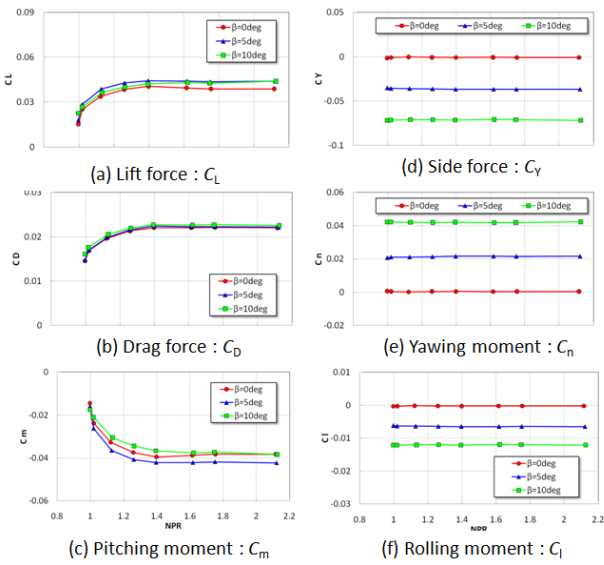 0.09
0.06
0.03
0
C L
β=0deg
β=5deg
β=10deg
(a) Lift force : CL
0.05
0
-0.05
-0.1
C Y
β=0deg β=5deg β=10deg
(d) Side force : CY
0.03
0.02
0.01
0
C D
β=0deg
β=5deg
β=10deg
(b) Drag force : CD
0.06
0.04
0.02
0
-0.02
C n
β=0deg β=5deg β=10deg
(e) Yawing moment : Cn
0
-0.02
-0.04
-0.06
C m
β=0deg
β=5deg
β=10deg
0.8 1 1.2 1.4 1.6 1.8 2 2.2
NPR
(c) Pitching moment : Cm
0.01
0.00
-0.01
-0.02
-0.03
C l
β=0deg
β=5deg
β=10deg
0.8 1 1.2 1.4 1.6 1.8 2 2.2
NPR
(f) Rolling moment : Cl